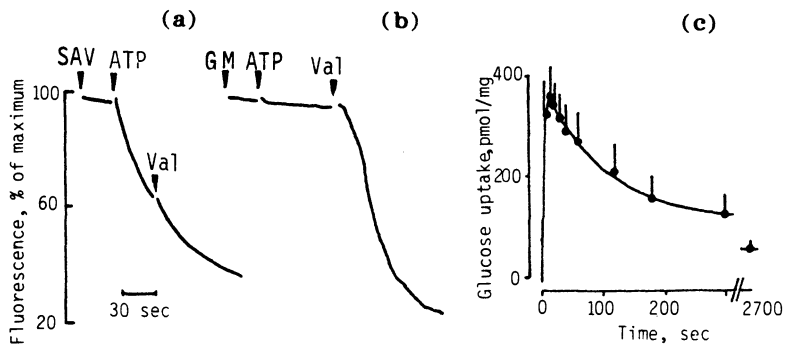 (a)
SAV ATP
Val
Fluorescence, % of maximum
100
60
20
30 sec
(b)
GM ATP
Val
(c)
Glucose uptake, pmol/mg
400
200
0
0 100 200 2700
Time, sec